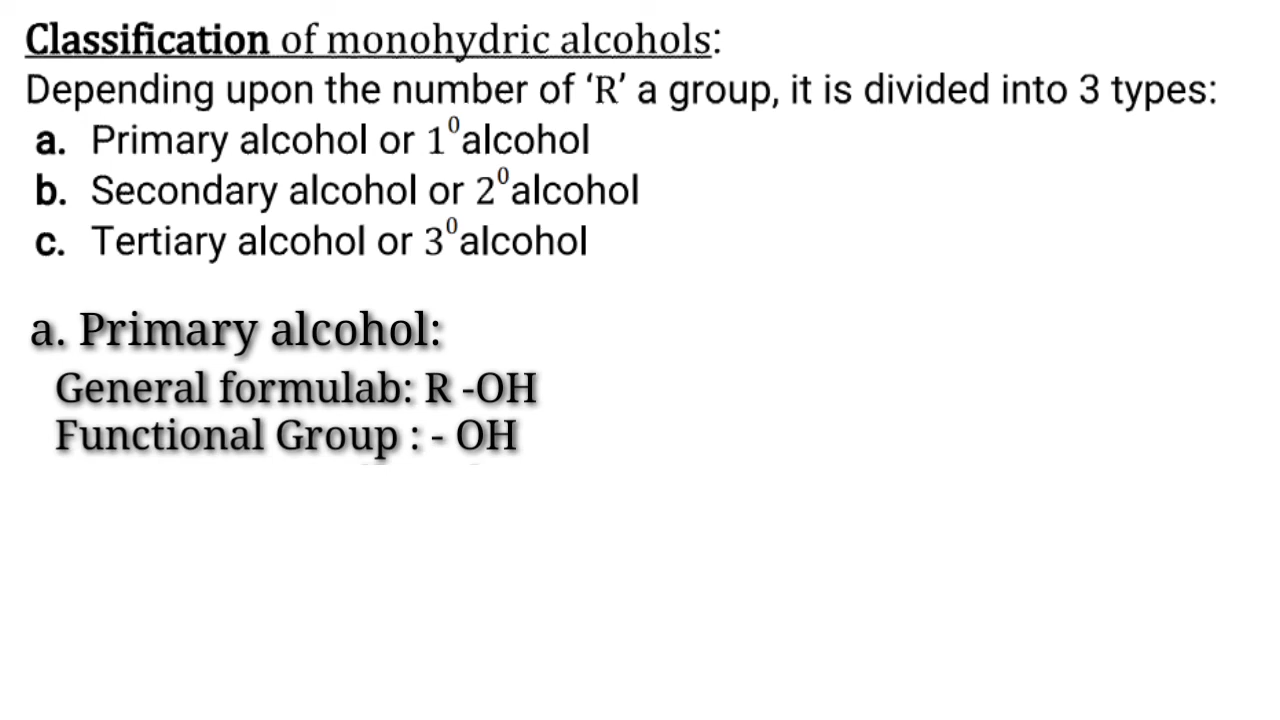 Classification of monohydric alcohols:
Depending upon the number of ‘R’ a group, it is divided into 3 types:
a. Primary alcohol or 1⁰alcohol
b. Secondary alcohol or 2⁰alcohol
c. Tertiary alcohol or 3⁰alcohol
a. Primary alcohol:
General formulab: R -OH
Functional Group : - OH